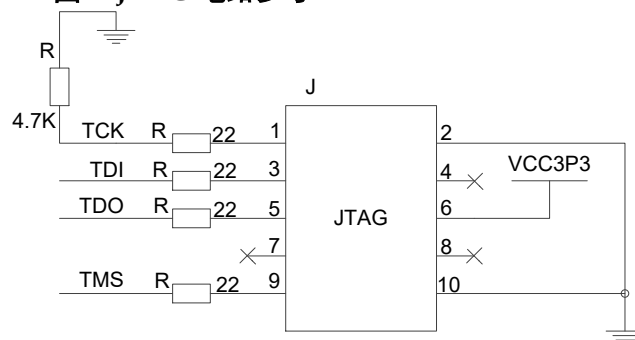 R
4.7K
J
TCK R 22 1
2
TDI R 22 3
4
VCC3P3
TDO R 22 5
JTAG
6
7
8
TMS R 22 9
10